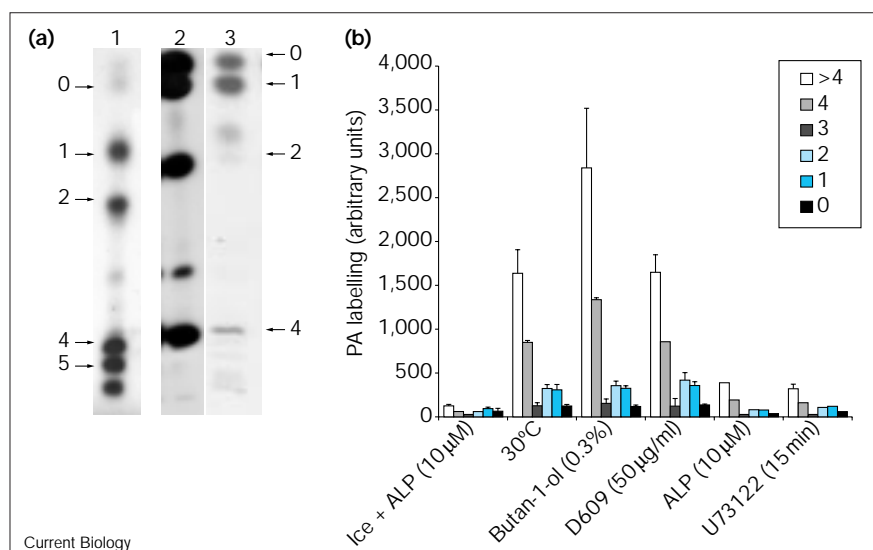 (a)
1
2
3
0
1
2
4
5
0
1
2
4
(b)
PA labelling (arbitrary units)
4,000
3,500
3,000
2,500
2,000
1,500
1,000
500
0
>4
4
3
2
1
0
Ice + ALP (10 µM)
30ºC
Butan-1-ol (0.3%)
D609 (50 µg/ml)
ALP (10 µM)
U73122 (15 min)
Current Biology